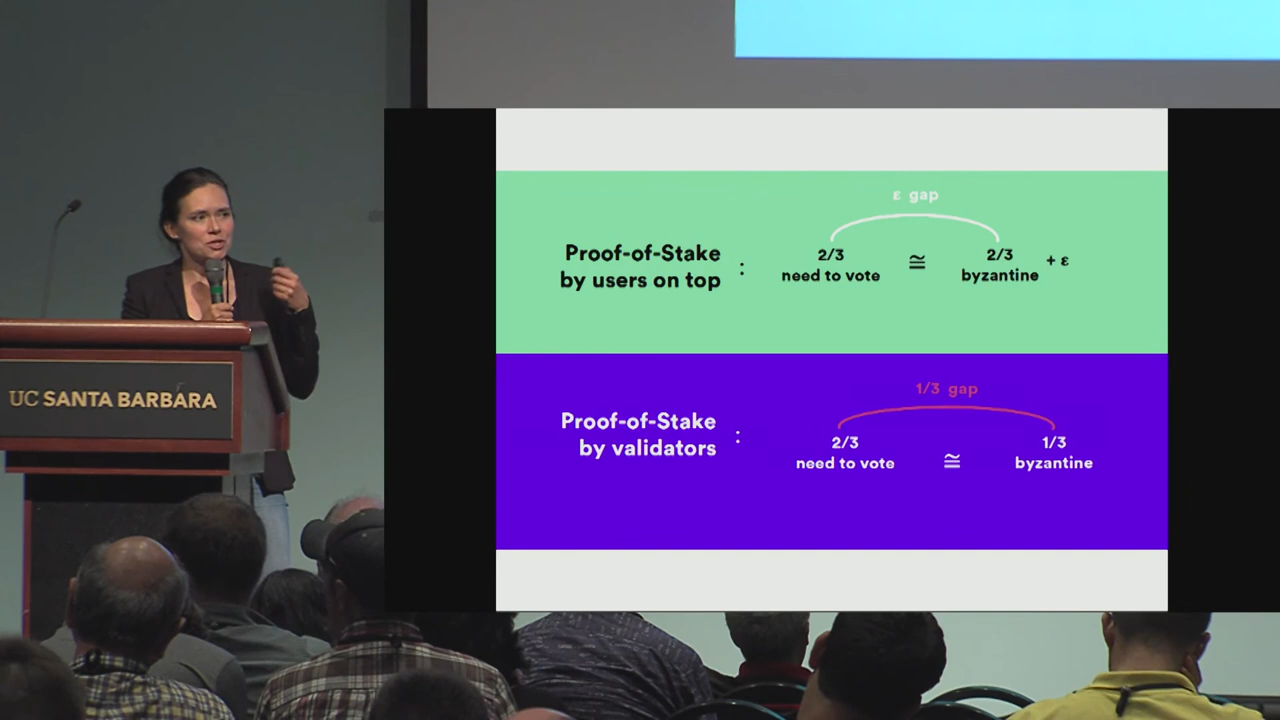 ε gap
Proof-of-Stake
by users on top
:
2/3
need to vote
≅
2/3
byzantine
+ ε
1/3 gap
Proof-of-Stake
by validators
:
2/3
need to vote
≅
1/3
byzantine
UC SANTA BARBARA